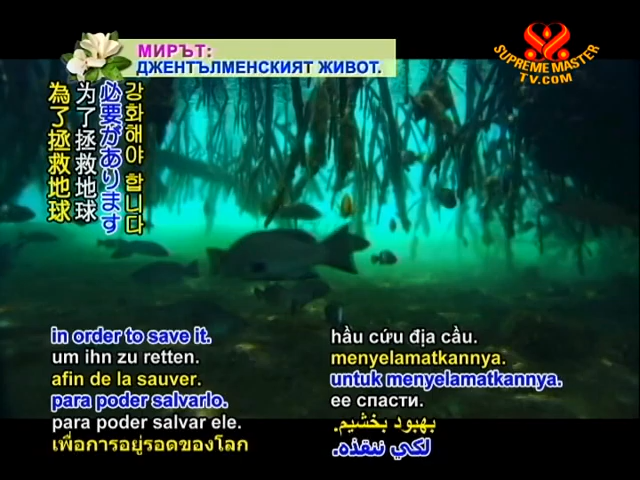 МИРЪТ:
ДЖЕНТЪЛМЕНСКИЯТ ЖИВОТ.
SUPREME MASTER
TV.COM
강화해야 합니다
必要があります
为了拯救地球
為了拯救地球
in order to save it.
um ihn zu retten.
afin de la sauver.
para poder salvarlo.
para poder salvar ele.
เพื่อการอยู่รอดของโลก
hầu cứu địa cầu.
menyelamatkannya.
untuk menyelamatkannya.
ее спасти.
بهبود بخشیم.
لكي ننقذه.